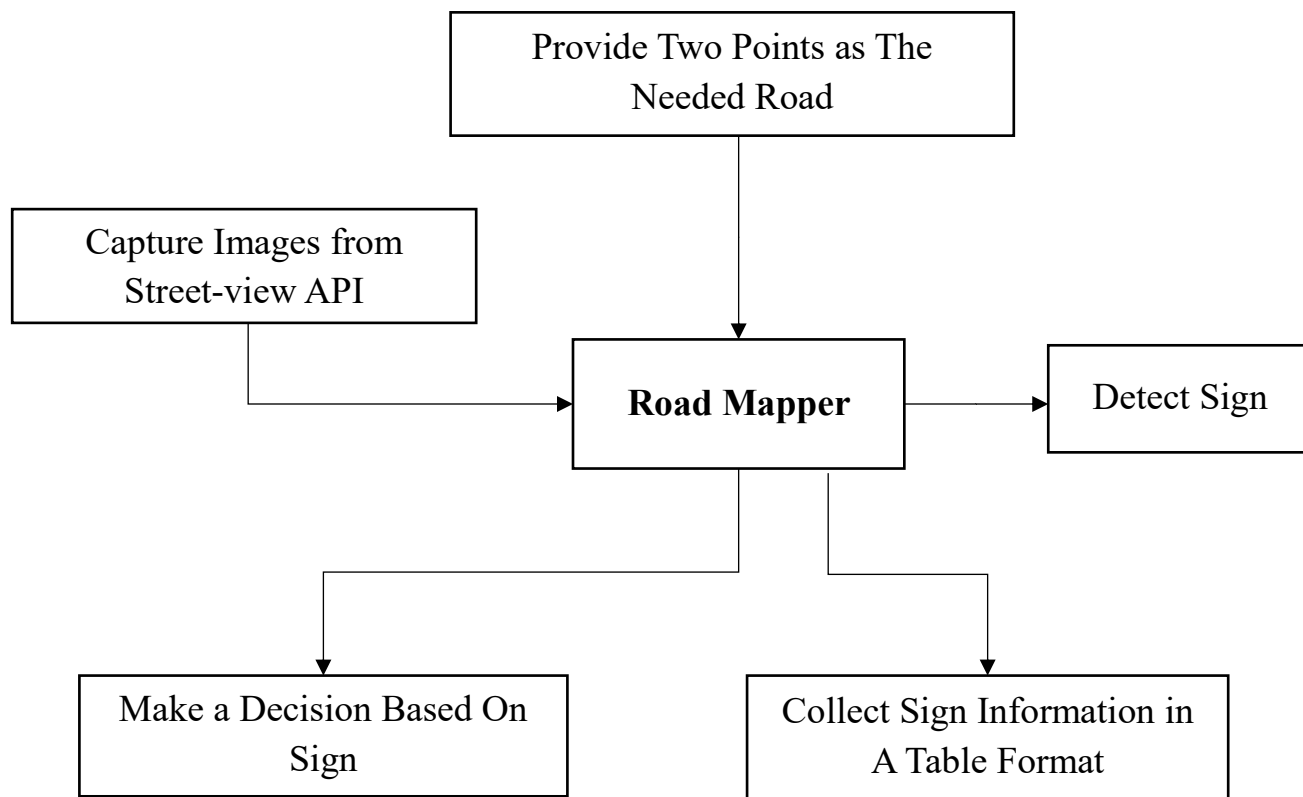 Provide Two Points as The
Needed Road
Capture Images from
Street-view API
Road Mapper
Detect Sign
Make a Decision Based On
Sign
Collect Sign Information in
A Table Format